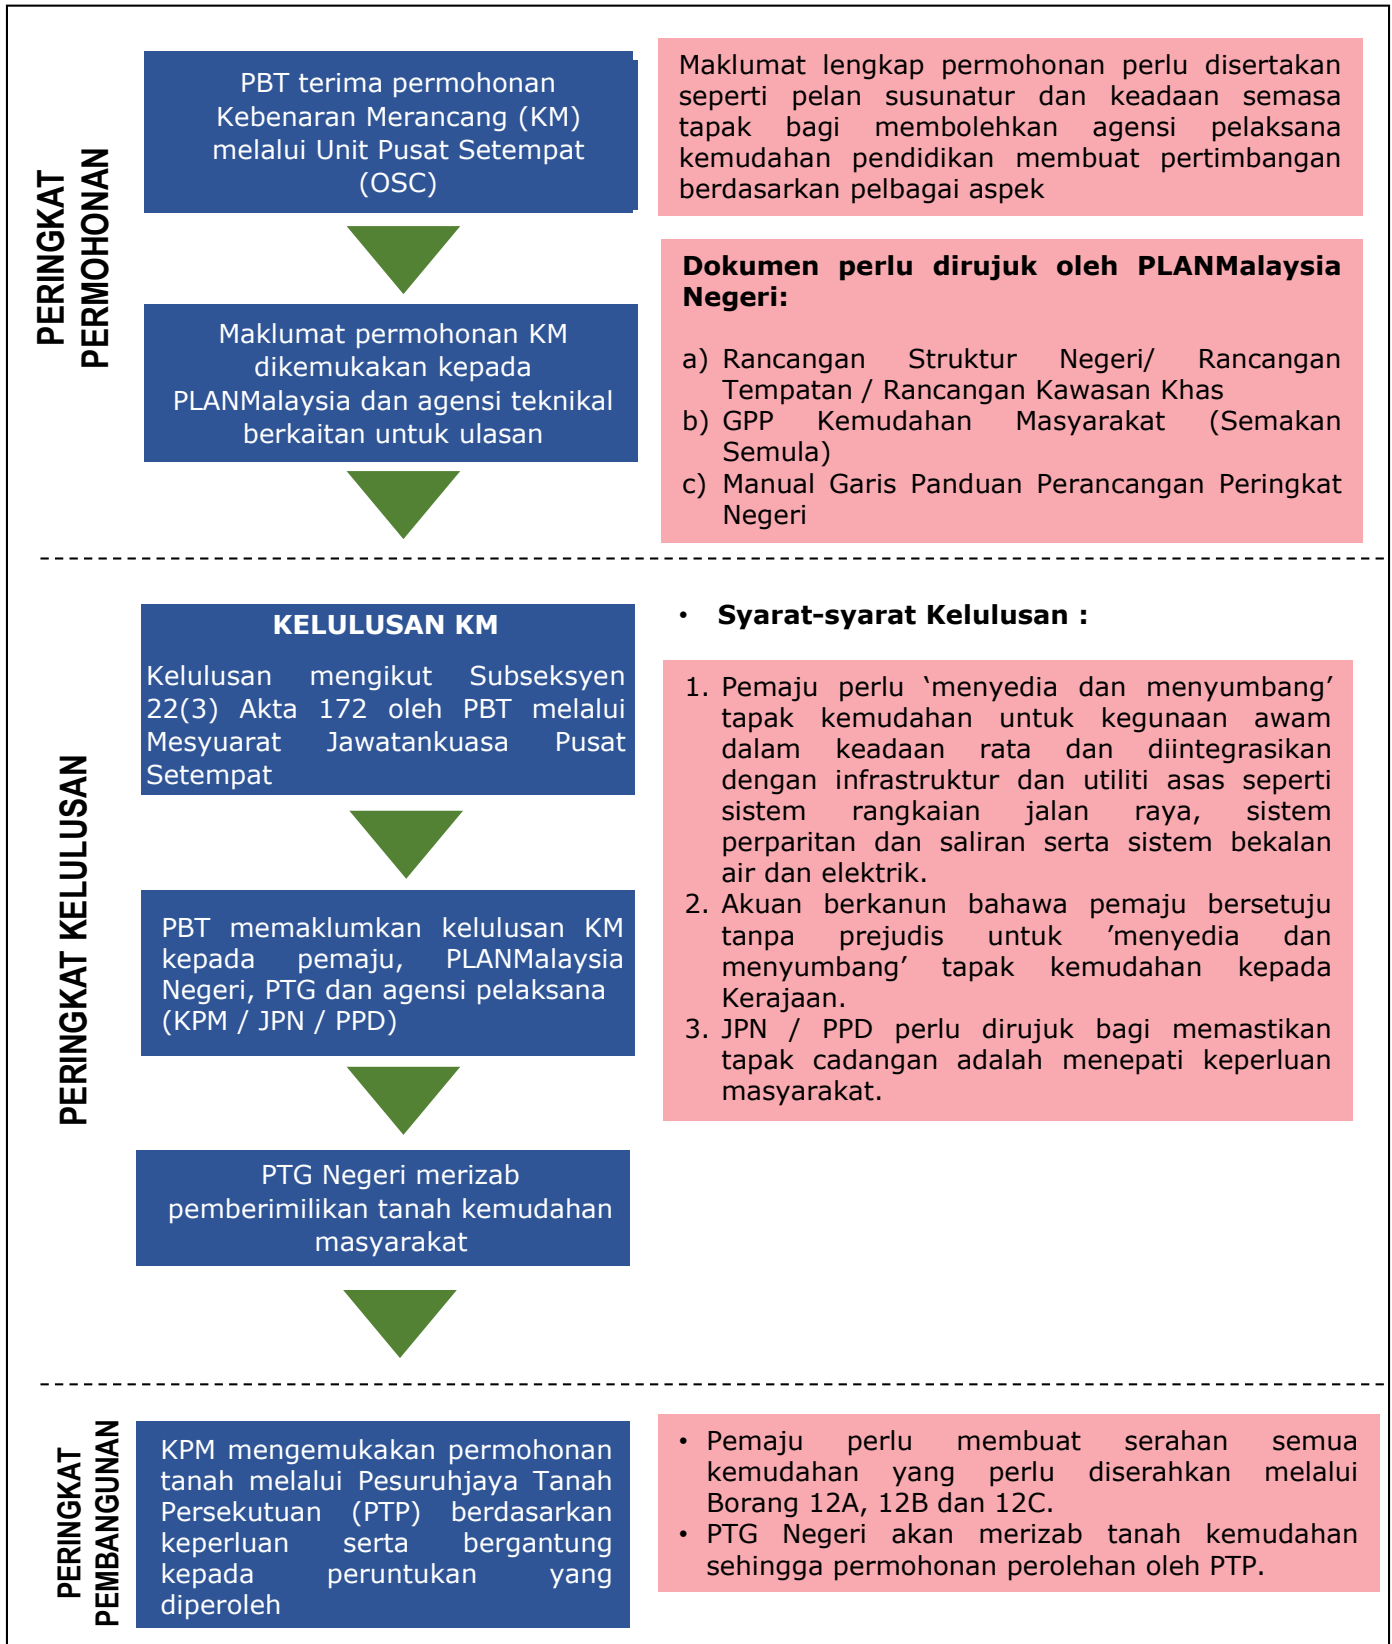 PERINGKAT
PERMOHONAN
PBT terima permohonan
Kebenaran Merancang (KM)
melalui Unit Pusat Setempat
(OSC)
Maklumat lengkap permohonan perlu disertakan
seperti pelan susunatur dan keadaan semasa
tapak bagi membolehkan agensi pelaksana
kemudahan pendidikan membuat pertimbangan
berdasarkan pelbagai aspek
Maklumat permohonan KM
dikemukakan kepada
PLANMalaysia dan agensi teknikal
berkaitan untuk ulasan
Dokumen perlu dirujuk oleh PLANMalaysia
Negeri:
a) Rancangan Struktur Negeri/ Rancangan
Tempatan / Rancangan Kawasan Khas
b) GPP Kemudahan Masyarakat (Semakan
Semula)
c) Manual Garis Panduan Perancangan Peringkat
Negeri
PERINGKAT KELULUSAN
KELULUSAN KM
Kelulusan mengikut Subseksyen
22(3) Akta 172 oleh PBT melalui
Mesyuarat Jawatankuasa Pusat
Setempat
PBT memaklumkan kelulusan KM
kepada pemaju, PLANMalaysia
Negeri, PTG dan agensi pelaksana
(KPM / JPN / PPD)
PTG Negeri merizab
pemberimilikan tanah kemudahan
masyarakat
• Syarat-syarat Kelulusan :
1. Pemaju perlu ‘menyedia dan menyumbang’
tapak kemudahan untuk kegunaan awam
dalam keadaan rata dan diintegrasikan
dengan infrastruktur dan utiliti asas seperti
sistem rangkaian jalan raya, sistem
perparitan dan saliran serta sistem bekalan
air dan elektrik.
2. Akuan berkanun bahawa pemaju bersetuju
tanpa prejudis untuk ’menyedia dan
menyumbang’ tapak kemudahan kepada
Kerajaan.
3. JPN / PPD perlu dirujuk bagi memastikan
tapak cadangan adalah menepati keperluan
masyarakat.
PERINGKAT
PEMBANGUNAN
KPM mengemukakan permohonan
tanah melalui Pesuruhjaya Tanah
Persekutuan (PTP) berdasarkan
keperluan serta bergantung
kepada peruntukan yang
diperoleh
• Pemaju perlu membuat serahan semua
kemudahan yang perlu diserahkan melalui
Borang 12A, 12B dan 12C.
• PTG Negeri akan merizab tanah kemudahan
sehingga permohonan perolehan oleh PTP.